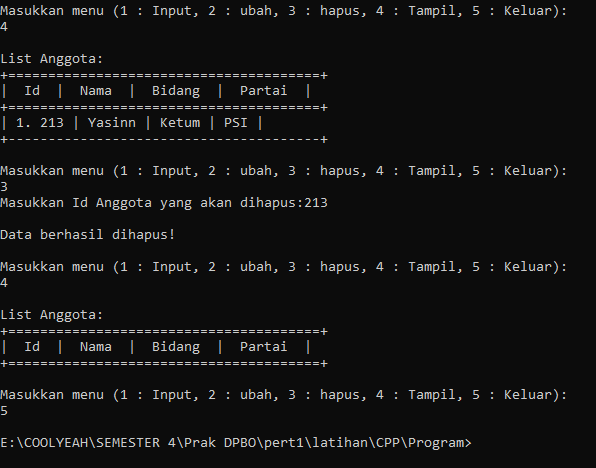 Masukkan menu (1 : Input, 2 : ubah, 3 : hapus, 4 : Tampil, 5 : Keluar):
4
List Anggota:
+=======================================+
|  Id  |  Nama  |  Bidang  |  Partai  |
+=======================================+
| 1. 213 | Yasinn | Ketum | PSI |
+---------------------------------------+
Masukkan menu (1 : Input, 2 : ubah, 3 : hapus, 4 : Tampil, 5 : Keluar):
3
Masukkan Id Anggota yang akan dihapus:213
Data berhasil dihapus!
Masukkan menu (1 : Input, 2 : ubah, 3 : hapus, 4 : Tampil, 5 : Keluar):
4
List Anggota:
+=======================================+
|  Id  |  Nama  |  Bidang  |  Partai  |
+=======================================+
Masukkan menu (1 : Input, 2 : ubah, 3 : hapus, 4 : Tampil, 5 : Keluar):
5
E:\COOLYEAH\SEMESTER 4\Prak DPBO\pert1\latihan\CPP\Program>